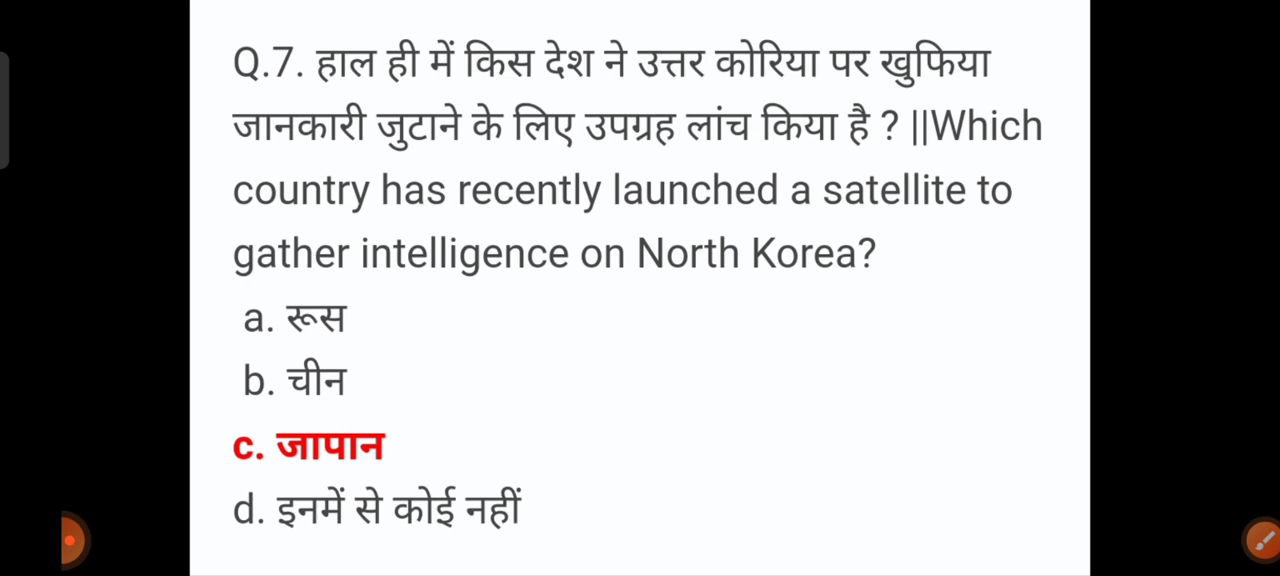 Q.7. हाल ही में किस देश ने उत्तर कोरिया पर खुफिया
जानकारी जुटाने के लिए उपग्रह लांच किया है ? ||Which
country has recently launched a satellite to
gather intelligence on North Korea?
a. रूस
b. चीन
c. जापान
d. इनमें से कोई नहीं